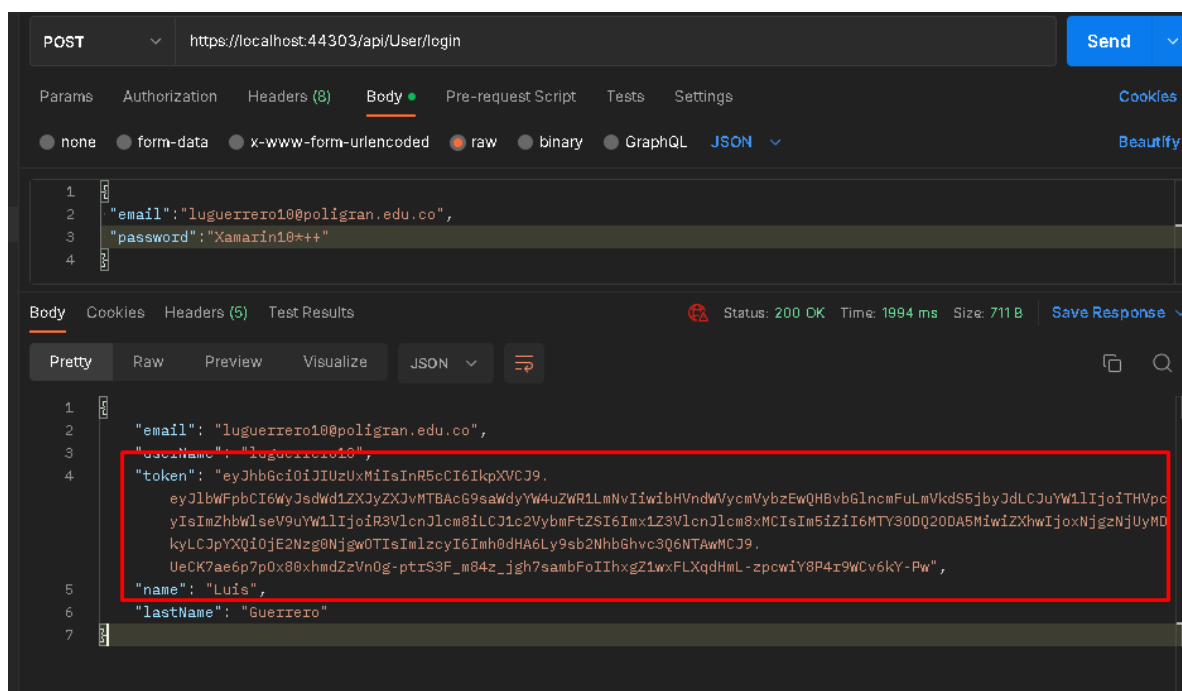 POST https://localhost:44303/api/User/login Send
Params Authorization Headers (8) Body Pre-request Script Tests Settings Cookies
none form-data x-www-form-urlencoded raw binary GraphQL JSON Beautify
1 {
2 "email":"luguerrero10@poligran.edu.co",
3 "password":"Xamarin10*++"
4 }
Body Cookies Headers (5) Test Results Status: 200 OK Time: 1994 ms Size: 711 B Save Response
Pretty Raw Preview Visualize JSON
1 {
2 "email": "luguerrero10@poligran.edu.co",
3 "userName": "luguerrero10",
4 "token": "eyJhbGciOiJIUzUxMiIsInR5cCI6IkpXVCJ9.
eyJlbWFpbCI6WyJsdWd1ZXJyZXJvMTBAcG9saWdyYW4uZWR1LmNvIiwibHVndWVycmVybzEwQHBvbGlncmFuLmVkdS5jbyJdLCJuYW1lIjoiTHVpc
yIsImZhbWlseV9uYW1lIjoiR3VlcnJlcm8iLCJ1c2VybmFtZSI6Imx1Z3VlcnJlcm8xMCIsIm5iZiI6MTY3ODQ2ODA5MiwiZXhwIjoxNjgzNjUyMD
kyLCJpYXQiOjE2Nzg0NjgwOTIsImlzcyI6Imh0dHA6Ly9sb2NhbGhvc3Q6NTAwMCJ9.
UeCK7ae6p7pOx80xhmdZzVnOg-ptrS3F_m84z_jgh7sambFoIIhxgZ1wxFLXqdHmL-zpcwiY8P4r9WCv6kY-Pw",
5 "name": "Luis",
6 "lastName": "Guerrero"
7 }